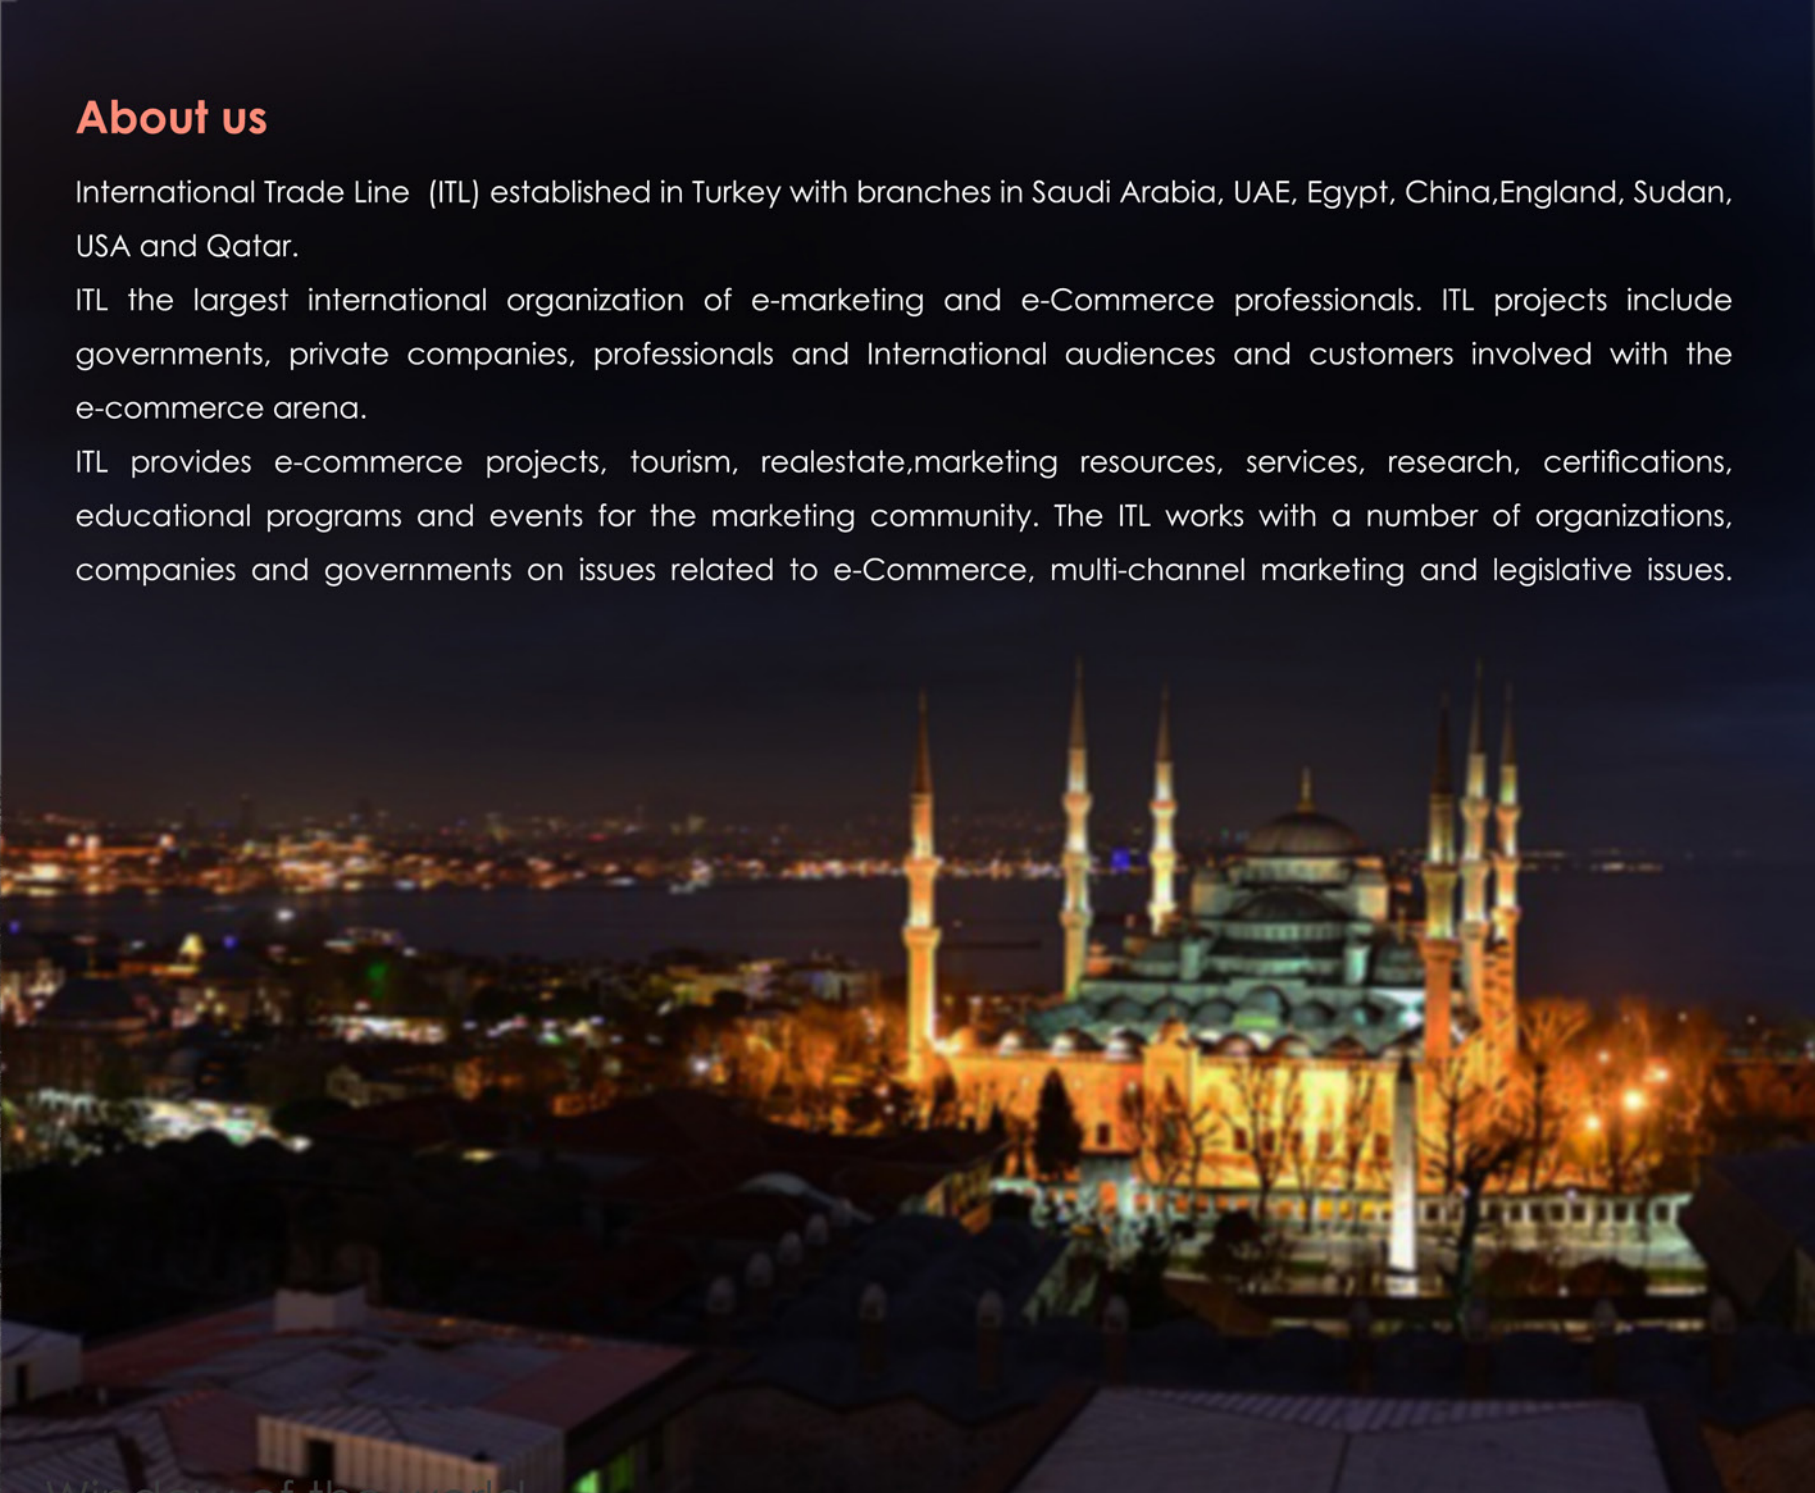 About us
International Trade Line  (ITL) established in Turkey with branches in Saudi Arabia, UAE, Egypt, China,England, Sudan,
USA and Qatar.
ITL the largest international organization of e-marketing and e-Commerce professionals. ITL projects include
governments, private companies, professionals and International audiences and customers involved with the
e-commerce arena.
ITL provides e-commerce projects, tourism, realestate,marketing resources, services, research, certifications,
educational programs and events for the marketing community. The ITL works with a number of organizations,
companies and governments on issues related to e-Commerce, multi-channel marketing and legislative issues.
Window of the world